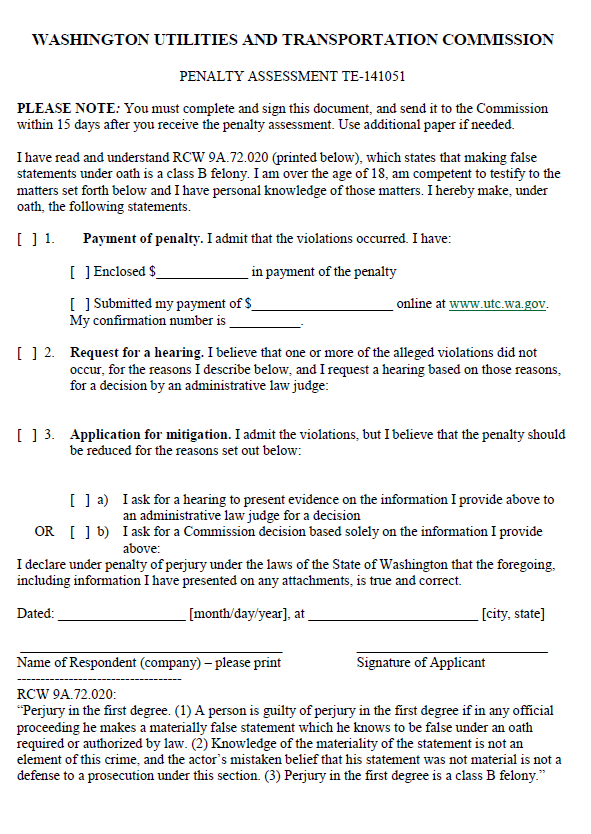 WASHINGTON UTILITIES AND TRANSPORTATION COMMISSION
PENALTY ASSESSMENT TE-141051
PLEASE NOTE: You must complete and sign this document, and send it to the Commission
within 15 days after you receive the penalty assessment. Use additional paper if needed.
I have read and understand RCW 9A.72.020 (printed below), which states that making false
statements under oath is a class B felony. I am over the age of 18, am competent to testify to the
matters set forth below and I have personal knowledge of those matters. I hereby make, under
oath, the following statements.
[ ] 1. Payment of penalty. I admit that the violations occurred. I have:
[ ] Enclosed $_____________ in payment of the penalty
[ ] Submitted my payment of $____________________ online at www.utc.wa.gov.
My confirmation number is __________.
[ ] 2. Request for a hearing. I believe that one or more of the alleged violations did not
occur, for the reasons I describe below, and I request a hearing based on those reasons,
for a decision by an administrative law judge:
[ ] 3. Application for mitigation. I admit the violations, but I believe that the penalty should
be reduced for the reasons set out below:
[ ] a) I ask for a hearing to present evidence on the information I provide above to
an administrative law judge for a decision
OR [ ] b) I ask for a Commission decision based solely on the information I provide
above:
I declare under penalty of perjury under the laws of the State of Washington that the foregoing,
including information I have presented on any attachments, is true and correct.
Dated: __________________ [month/day/year], at ________________________ [city, state]
_____________________________________ ___________________________
Name of Respondent (company) – please print Signature of Applicant
-----------------------------------
RCW 9A.72.020:
“Perjury in the first degree. (1) A person is guilty of perjury in the first degree if in any official
proceeding he makes a materially false statement which he knows to be false under an oath
required or authorized by law. (2) Knowledge of the materiality of the statement is not an
element of this crime, and the actor’s mistaken belief that his statement was not material is not a
defense to a prosecution under this section. (3) Perjury in the first degree is a class B felony.”